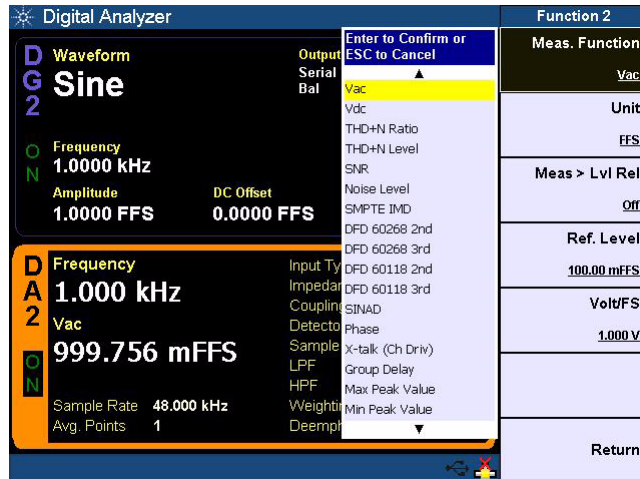 Digital Analyzer
Function 2
DG2
ON
Waveform
Sine
Output
Serial
Bal
Frequency
1.0000 kHz
Amplitude
DC Offset
1.0000 FFS
0.0000 FFS
DA2
ON
Frequency
1.000 kHz
Vac
999.756 mFFS
Sample Rate 48.000 kHz
Avg. Points 1
Input Ty
Impedan
Coupling
Detecto
Sample
LPF
HPF
Weighti
Deemph
Enter to Confirm or
ESC to Cancel
Vac
Vdc
THD+N Ratio
THD+N Level
SNR
Noise Level
SMPTE IMD
DFD 60268 2nd
DFD 60268 3rd
DFD 60118 2nd
DFD 60118 3rd
SINAD
Phase
X-talk (Ch Driv)
Group Delay
Max Peak Value
Min Peak Value
Meas. Function
Vac
Unit
FFS
Meas > Lvl Rel
Off
Ref. Level
100.00 mFFS
Volt/FS
1.000 V
Return